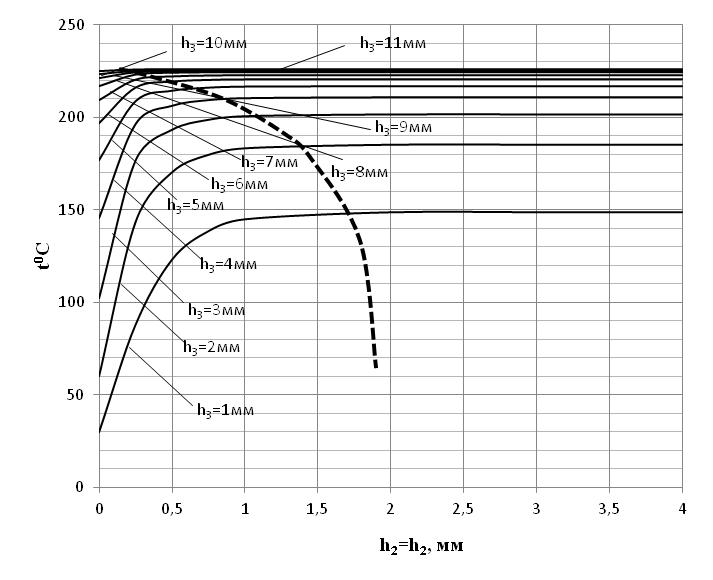 t⁰C
250
200
150
100
50
0
h₃=10мм
h₃=11мм
h₃=9мм
h₃=7мм
h₃=8мм
h₃=6мм
h₃=5мм
h₃=4мм
h₃=3мм
h₃=2мм
h₃=1мм
0 0,5 1 1,5 2 2,5 3 3,5 4
h₂=h₂, мм